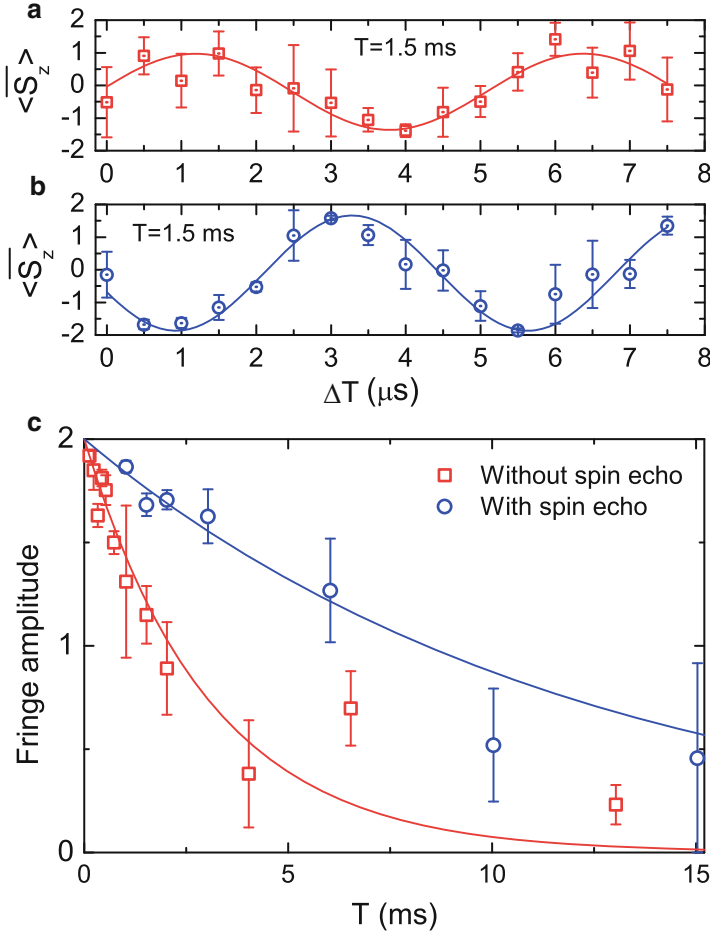 a
T=1.5 ms
<S̅z̅>
2
1
0
-1
-2
0 1 2 3 4 5 6 7 8
b
T=1.5 ms
<S̅z̅>
2
1
0
-1
-2
0 1 2 3 4 5 6 7 8
ΔT (μs)
c
2
Without spin echo
With spin echo
1
Fringe amplitude
0
0 5 10 15
T (ms)